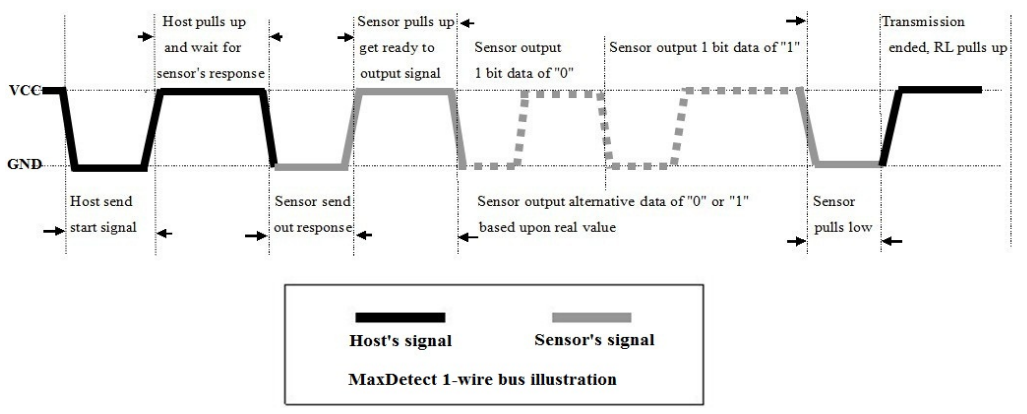 Host pulls up
and wait for
sensor's response
Sensor pulls up
get ready to
output signal
Sensor output
1 bit data of "0"
Sensor output 1 bit data of "1"
Transmission
ended, RL pulls up
VCC
GND
Host send
start signal
Sensor send
out response
Sensor output alternative data of "0" or "1"
based upon real value
Sensor
pulls low
Host's signal
Sensor's signal
MaxDetect 1-wire bus illustration